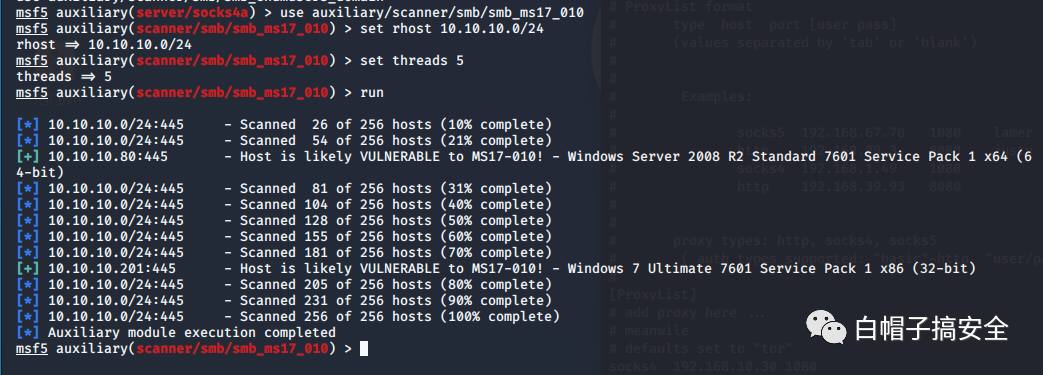 msf5 auxiliary(server/socks4a) > use auxiliary/scanner/smb/smb_ms17_010
msf5 auxiliary(scanner/smb/smb_ms17_010) > set rhost 10.10.10.0/24
rhost => 10.10.10.0/24
msf5 auxiliary(scanner/smb/smb_ms17_010) > set threads 5
threads => 5
msf5 auxiliary(scanner/smb/smb_ms17_010) > run
[*] 10.10.10.0/24:445     - Scanned  26 of 256 hosts (10% complete)
[*] 10.10.10.0/24:445     - Scanned  54 of 256 hosts (21% complete)
[+] 10.10.10.80:445       - Host is likely VULNERABLE to MS17-010! - Windows Server 2008 R2 Standard 7601 Service Pack 1 x64 (6
4-bit)
[*] 10.10.10.0/24:445     - Scanned  81 of 256 hosts (31% complete)
[*] 10.10.10.0/24:445     - Scanned 104 of 256 hosts (40% complete)
[*] 10.10.10.0/24:445     - Scanned 128 of 256 hosts (50% complete)
[*] 10.10.10.0/24:445     - Scanned 155 of 256 hosts (60% complete)
[*] 10.10.10.0/24:445     - Scanned 181 of 256 hosts (70% complete)
[+] 10.10.10.201:445      - Host is likely VULNERABLE to MS17-010! - Windows 7 Ultimate 7601 Service Pack 1 x86 (32-bit)
[*] 10.10.10.0/24:445     - Scanned 205 of 256 hosts (80% complete)
[*] 10.10.10.0/24:445     - Scanned 231 of 256 hosts (90% complete)
[*] 10.10.10.0/24:445     - Scanned 256 of 256 hosts (100% complete)
[*] Auxiliary module execution completed
msf5 auxiliary(scanner/smb/smb_ms17_010) >
# ProxyList format
#       type  host  port [user pass]
#       (values separated by 'tab' or 'blank')
#
#
#        Examples:
#
#               socks5  192.168.67.78   1080    lamer
#               socks4  192.168.1.49    1080
#               http    192.168.39.93   8080
#
#
#       proxy types: http, socks4, socks5
[ProxyList]
# add proxy here ...
# meanwile
# defaults set to "tor"
socks4  192.168.10.30 1080
白帽子搞安全